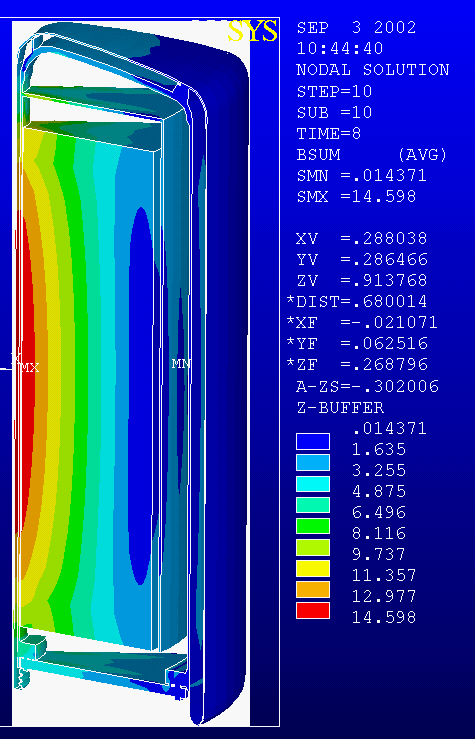 SYS
SEP 3 2002
10:44:40
NODAL SOLUTION
STEP=10
SUB =10
TIME=8
BSUM (AVG)
SMN =.014371
SMX =14.598
XV =.288038
YV =.286466
ZV =.913768
*DIST=.680014
*XF =-.021071
*YF =.062516
*ZF =.268796
A-ZS=-.302006
Z-BUFFER
.014371
1.635
3.255
4.875
6.496
8.116
9.737
11.357
12.977
14.598
MX
MN